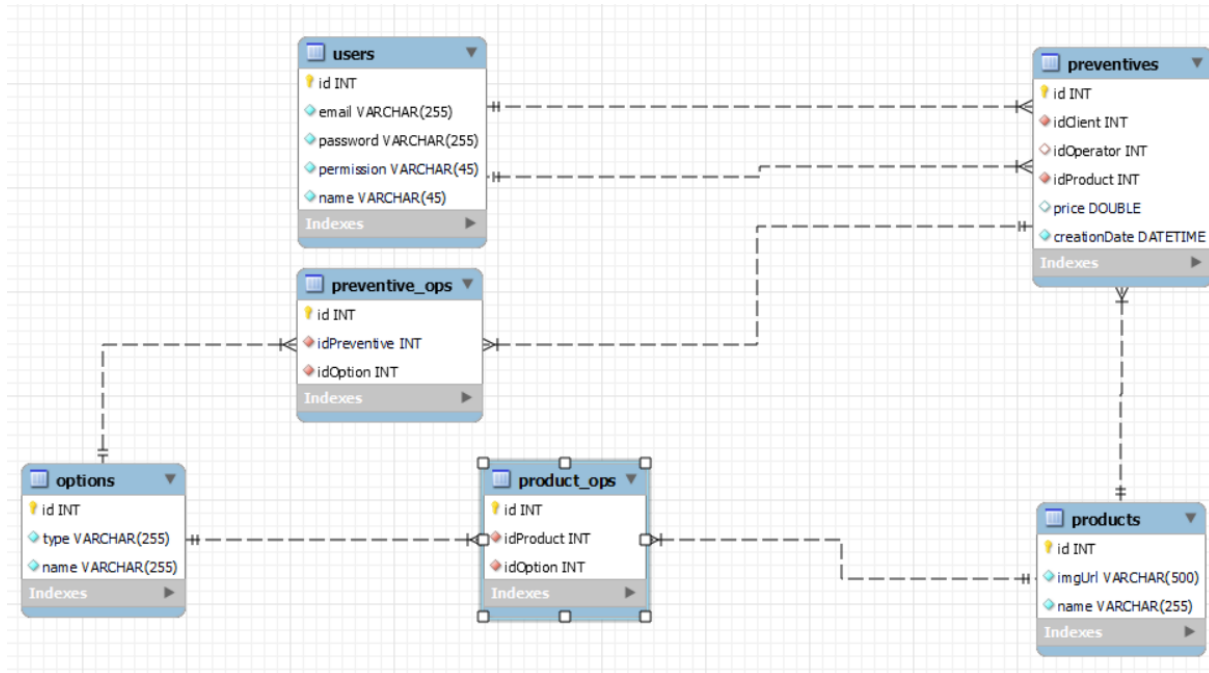 users
id INT
email VARCHAR(255)
password VARCHAR(255)
permission VARCHAR(45)
name VARCHAR(45)
Indexes
preventives
id INT
idClient INT
idOperator INT
idProduct INT
price DOUBLE
creationDate DATETIME
Indexes
preventive_ops
id INT
idPreventive INT
idOption INT
Indexes
options
id INT
type VARCHAR(255)
name VARCHAR(255)
Indexes
product_ops
id INT
idProduct INT
idOption INT
Indexes
products
id INT
imgUrl VARCHAR(500)
name VARCHAR(255)
Indexes